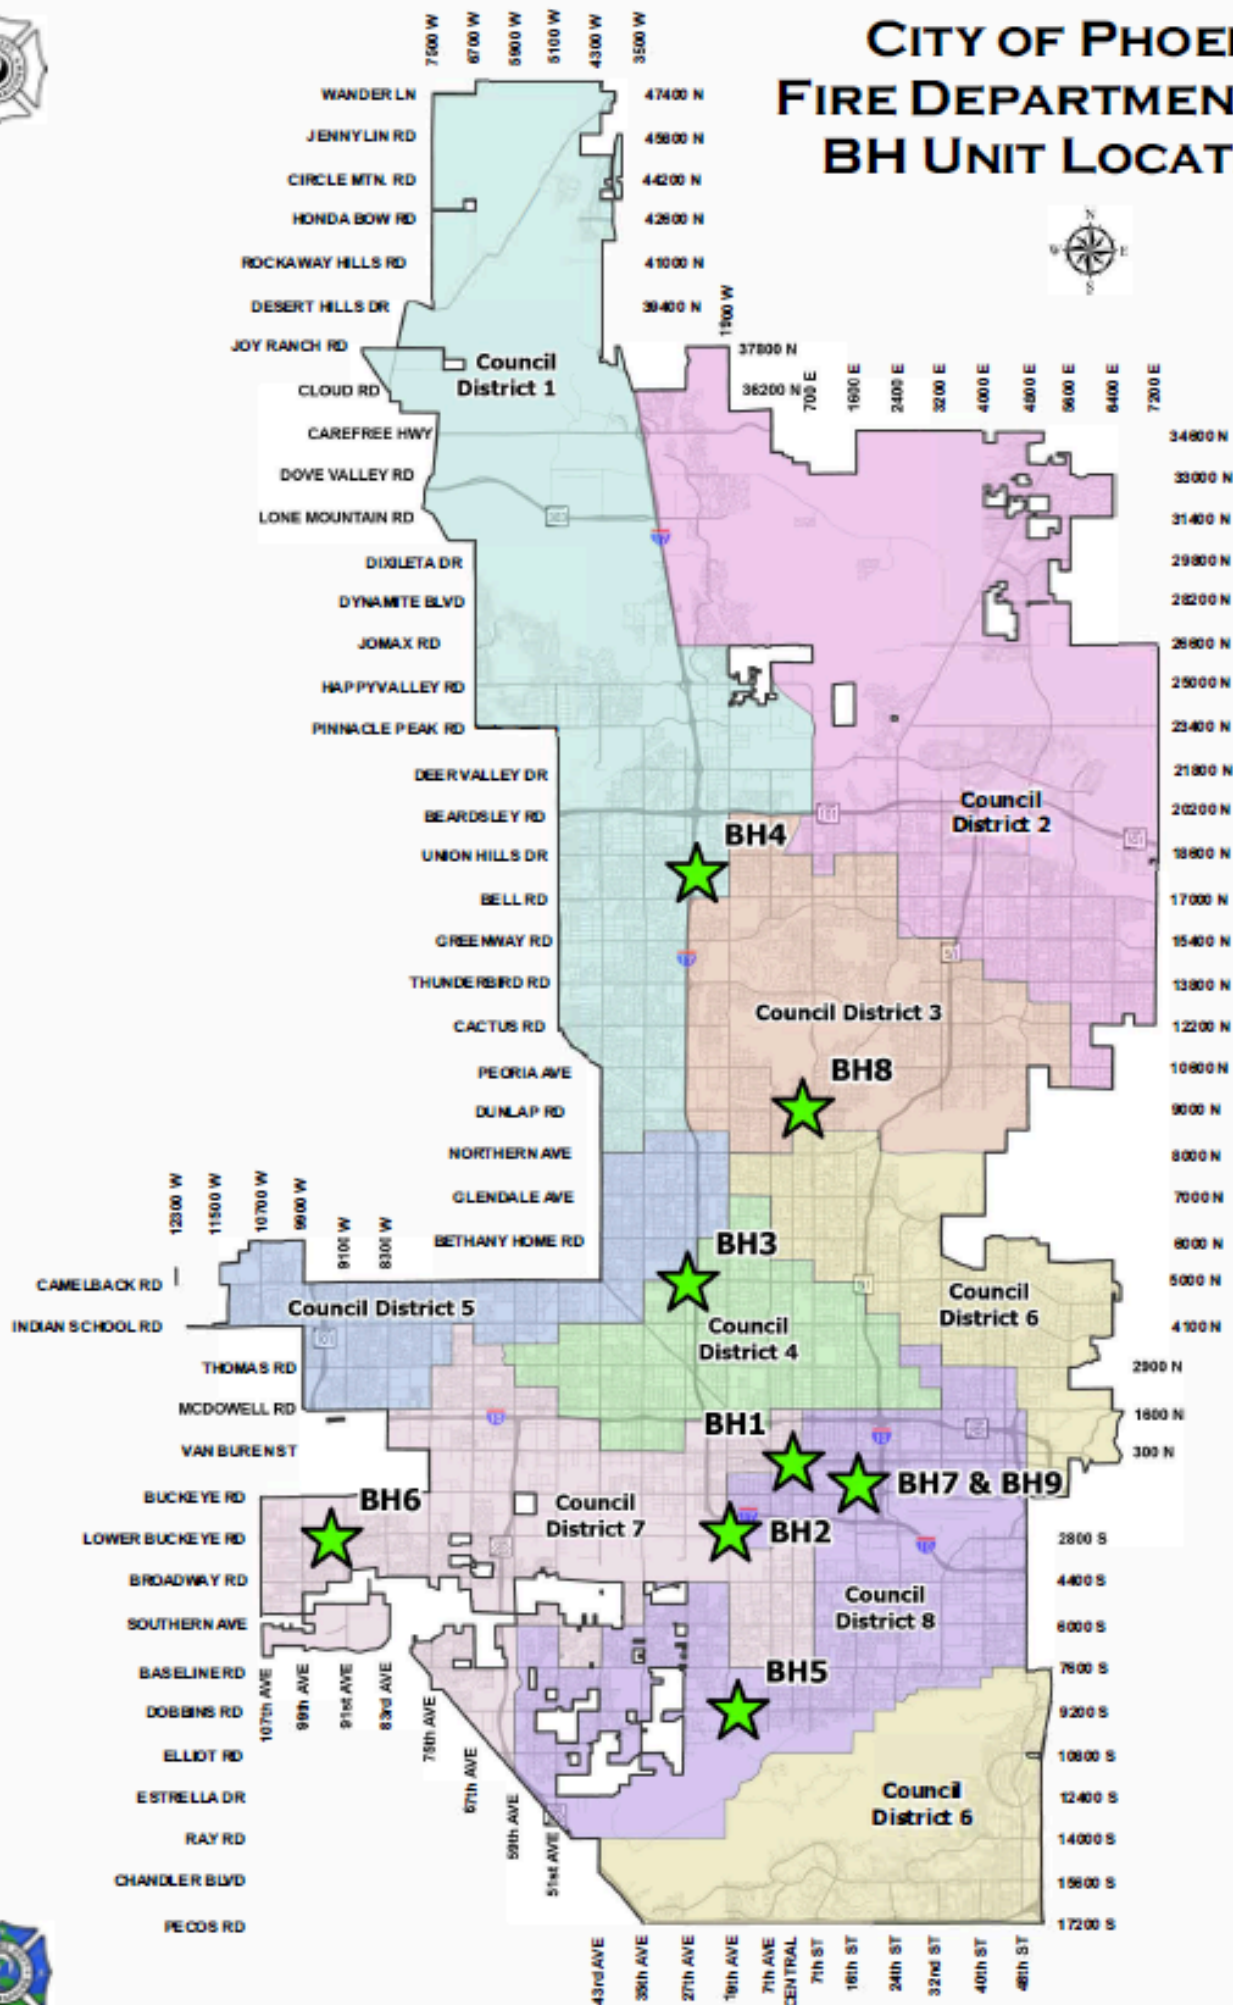 CITY OF PHOE
FIRE DEPARTMEN
BH UNIT LOCAT
N
W
E
S
7500 W
6700 W
5900 W
5100 W
4300 W
3500 W
WANDER LN
47400 N
JENNY LIN RD
45800 N
CIRCLE MTN. RD
44200 N
HONDA BOW RD
42600 N
ROCKAWAY HILLS RD
41000 N
DESERT HILLS DR
39400 N
1900 W
JOY RANCH RD
37800 N
CLOUD RD
36200 N
700 E
1600 E
2400 E
3200 E
4000 E
4800 E
5600 E
6400 E
7200 E
Council
District 1
CAREFREE HWY
34600 N
DOVE VALLEY RD
33000 N
LONE MOUNTAIN RD
303
31400 N
DIXILETA DR
29800 N
DYNAMITE BLVD
28200 N
JOMAX RD
26600 N
HAPPY VALLEY RD
25000 N
PINNACLE PEAK RD
23400 N
DEER VALLEY DR
21800 N
BEARDSLEY RD
101
101
20200 N
Council
District 2
BH4
UNION HILLS DR
18600 N
BELL RD
17000 N
GREENWAY RD
51
15400 N
THUNDERBIRD RD
13800 N
Council District 3
CACTUS RD
12200 N
PEORIA AVE
BH8
10600 N
DUNLAP RD
9000 N
NORTHERN AVE
8000 N
GLENDALE AVE
7000 N
12300 W
11500 W
10700 W
9900 W
9100 W
8300 W
BETHANY HOME RD
BH3
6000 N
CAMELBACK RD
51
5000 N
Council District 5
Council
District 6
INDIAN SCHOOL RD
101
Council
District 4
4100 N
THOMAS RD
2900 N
MCDOWELL RD
10
BH1
10
202
1600 N
VAN BUREN ST
300 N
BUCKEYE RD
BH6
Council
District 7
BH7 & BH9
LOWER BUCKEYE RD
BH2
2800 S
BROADWAY RD
4400 S
SOUTHERN AVE
Council
District 8
6000 S
BASELINE RD
BH5
7600 S
DOBBINS RD
9200 S
107th AVE
99th AVE
91st AVE
83rd AVE
75th AVE
67th AVE
59th AVE
51st AVE
ELLIOT RD
10800 S
ESTRELLA DR
Council
District 6
12400 S
RAY RD
14000 S
CHANDLER BLVD
15600 S
PECOS RD
17200 S
43rd AVE
35th AVE
27th AVE
19th AVE
7th AVE
CENTRAL
7th ST
16th ST
24th ST
32nd ST
40th ST
48th ST